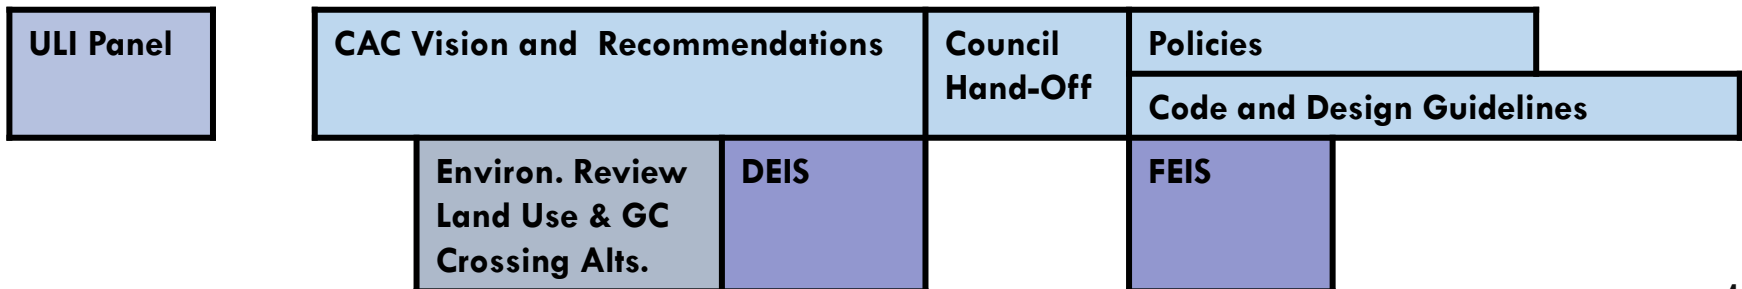 ULI Panel
CAC Vision and Recommendations
Council
Hand-Off
Policies
Code and Design Guidelines
Environ. Review
Land Use & GC
Crossing Alts.
DEIS
FEIS